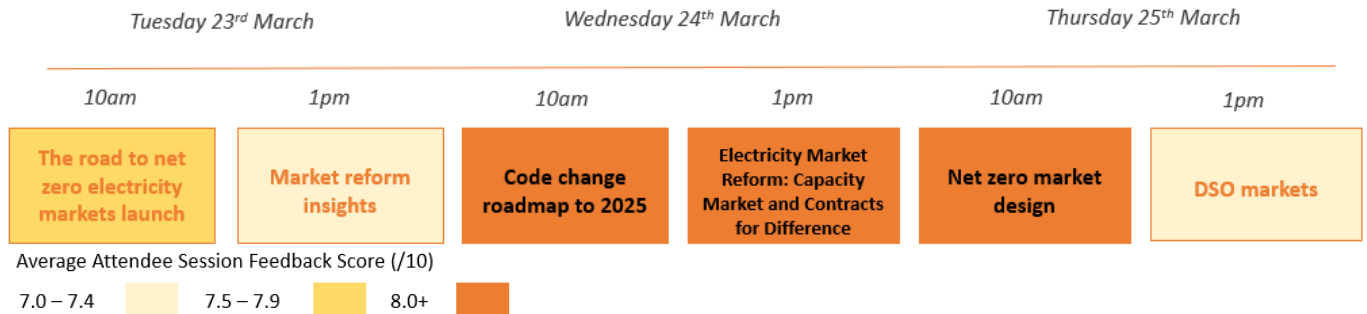 Tuesday 23rd March
Wednesday 24th March
Thursday 25th March
10am
1pm
10am
1pm
10am
1pm
The road to net
zero electricity
markets launch
Market reform
insights
Code change
roadmap to 2025
Electricity Market
Reform: Capacity
Market and Contracts
for Difference
Net zero market
design
DSO markets
Average Attendee Session Feedback Score (/10)
7.0 – 7.4
7.5 – 7.9
8.0+